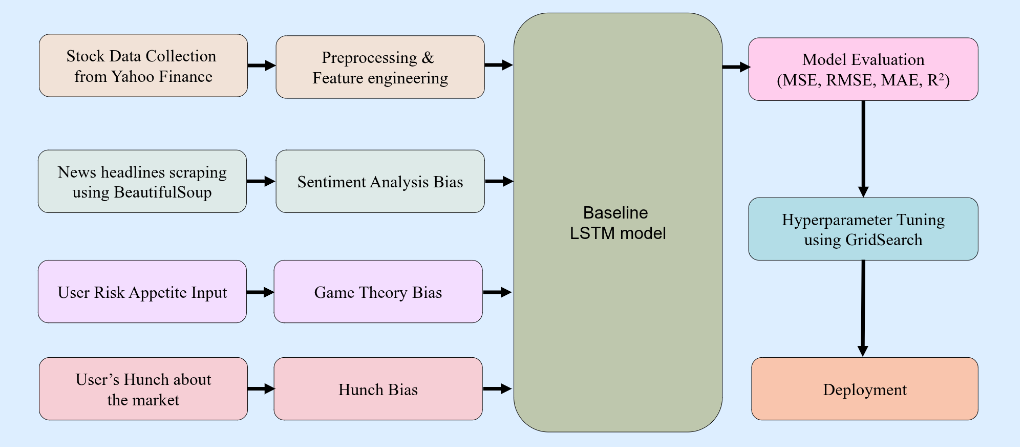 Stock Data Collection
from Yahoo Finance
Preprocessing &
Feature engineering
News headlines scraping
using BeautifulSoup
Sentiment Analysis Bias
User Risk Appetite Input
Game Theory Bias
User’s Hunch about
the market
Hunch Bias
Baseline
LSTM model
Model Evaluation
(MSE, RMSE, MAE, R²)
Hyperparameter Tuning
using GridSearch
Deployment